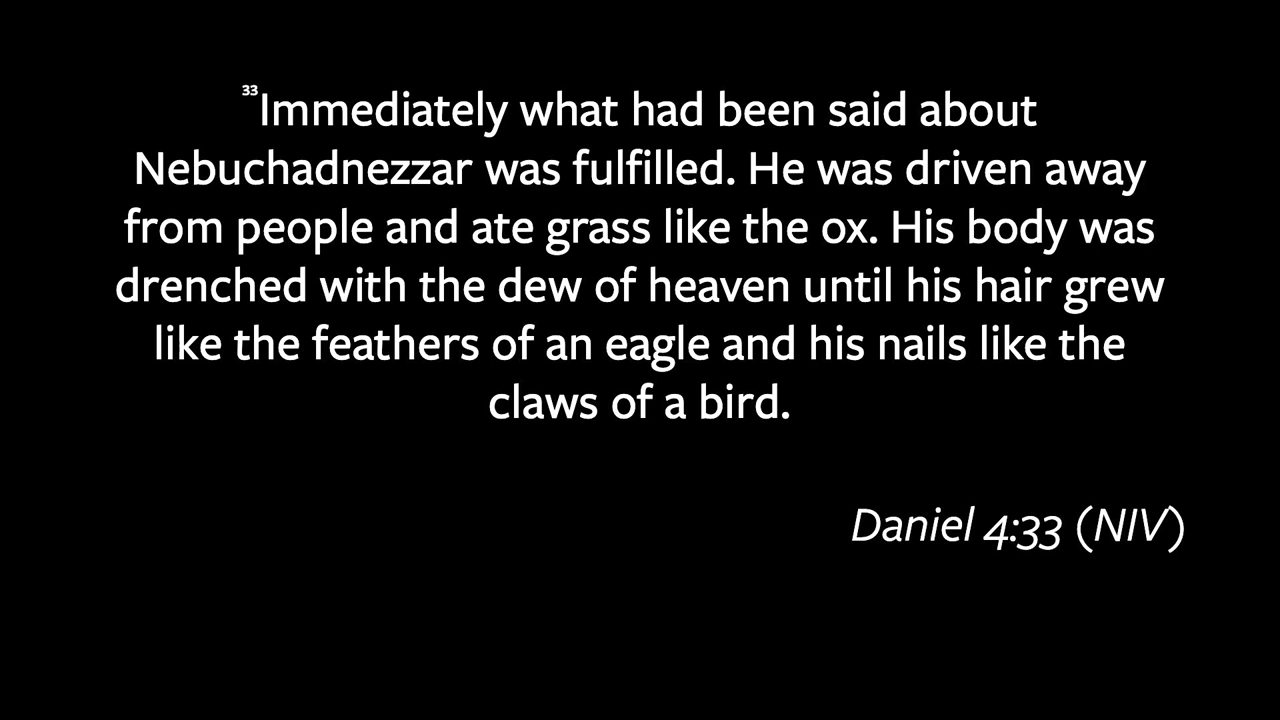 ³³Immediately what had been said about
Nebuchadnezzar was fulfilled. He was driven away
from people and ate grass like the ox. His body was
drenched with the dew of heaven until his hair grew
like the feathers of an eagle and his nails like the
claws of a bird.
Daniel 4:33 (NIV)